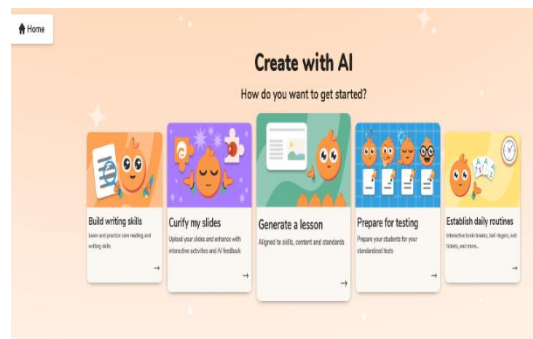 Home
Create with AI
How do you want to get started?
Build writing skills
Learn and practice core reading and
writing skills
Curify my slides
Upload your slides and enhance with
interactive activities and AI feedback
Generate a lesson
Aligned to skills, content and standards
Prepare for testing
Prepare your students for your
standardized tests
Establish daily routines
Interactive brain breaks, bell ringers, exit
tickets, and more...